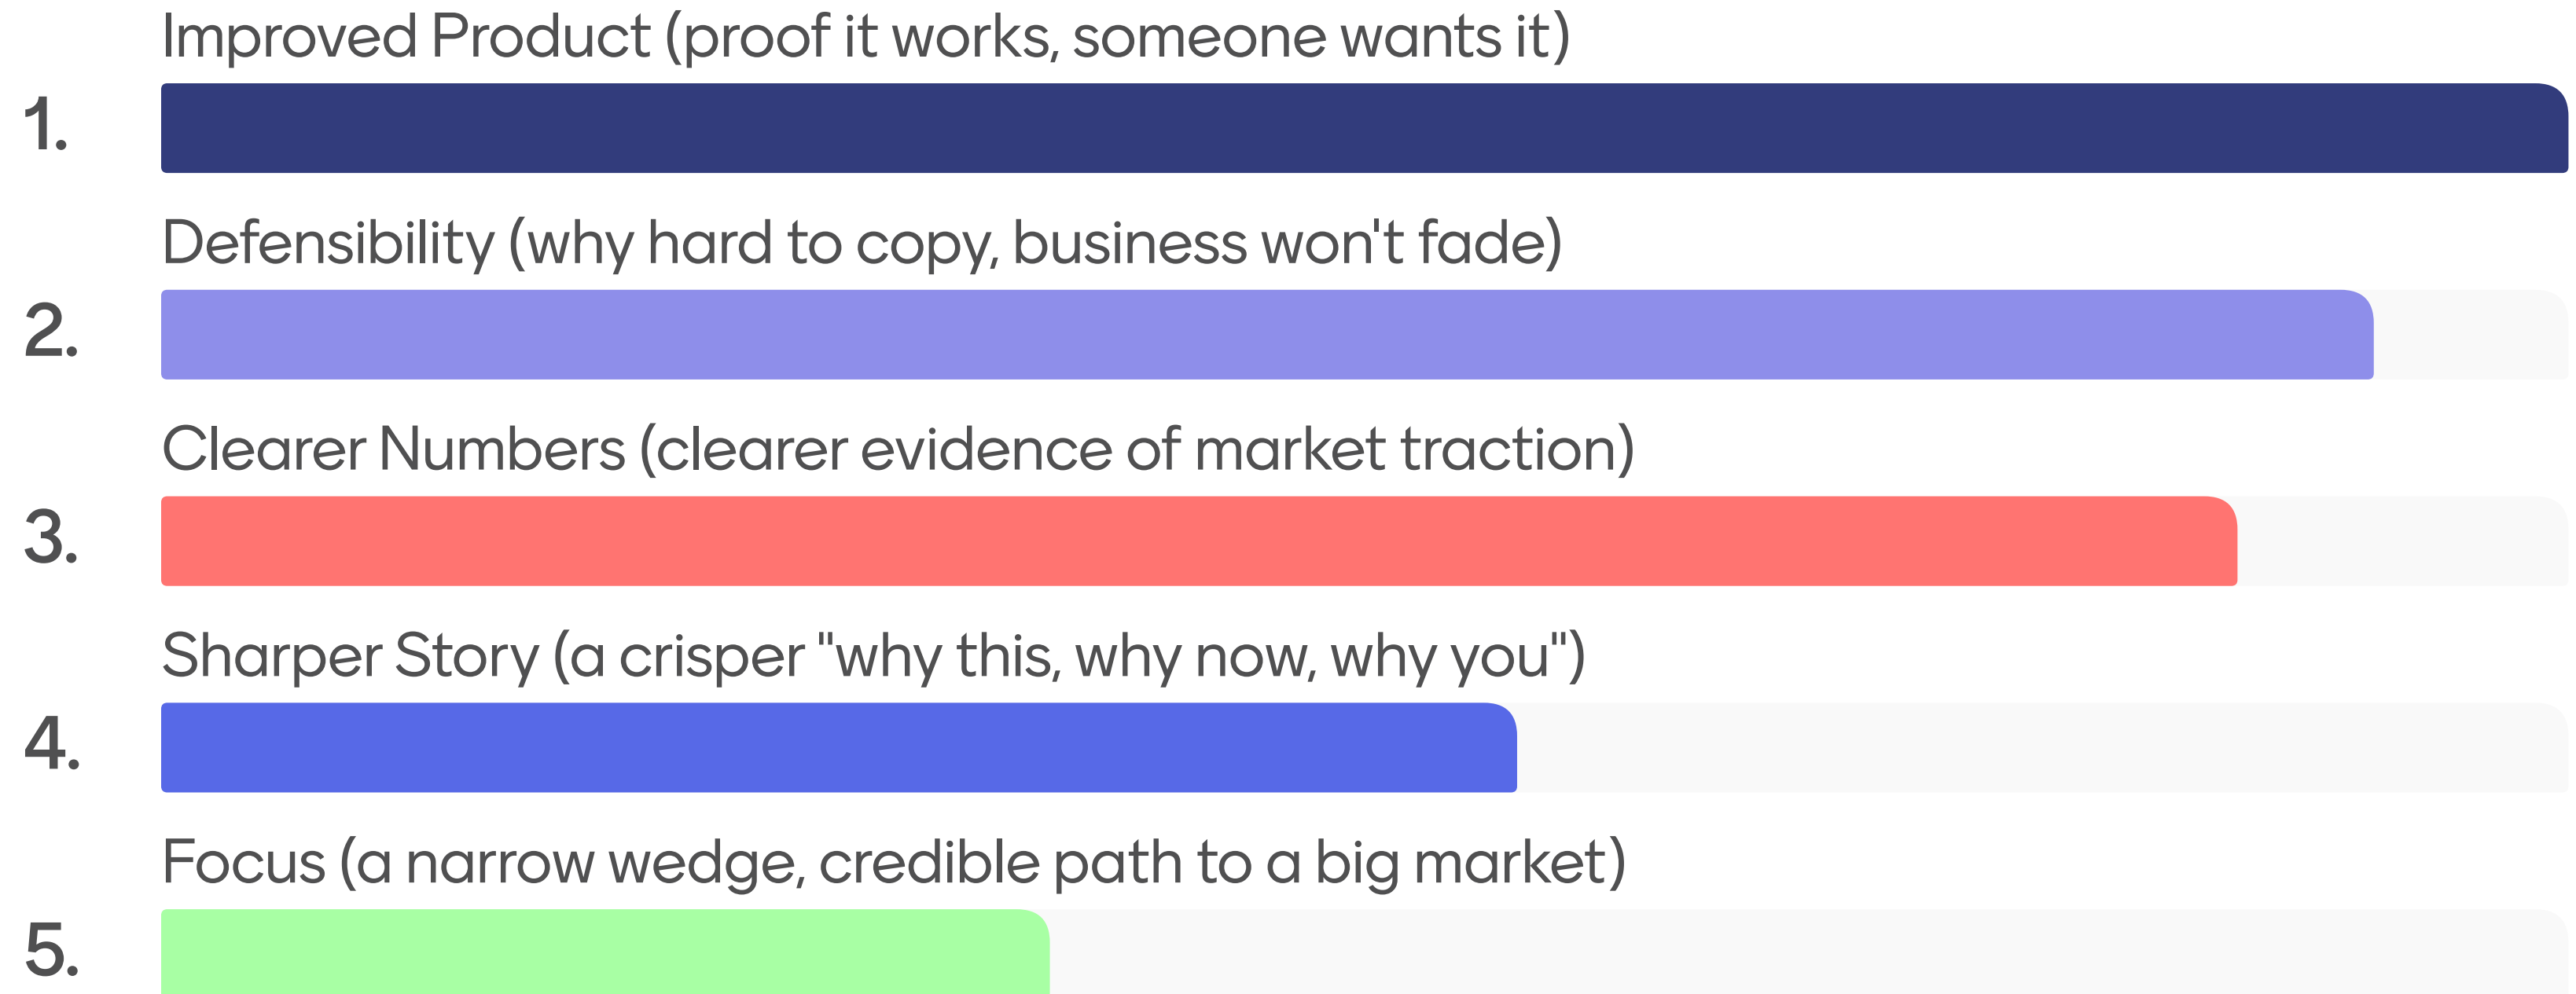 Improved Product (proof it works, someone wants it)
1.
Defensibility (why hard to copy, business won't fade)
2.
Clearer Numbers (clearer evidence of market traction)
3.
Sharper Story (a crisper "why this, why now, why you")
4.
Focus (a narrow wedge, credible path to a big market)
5.